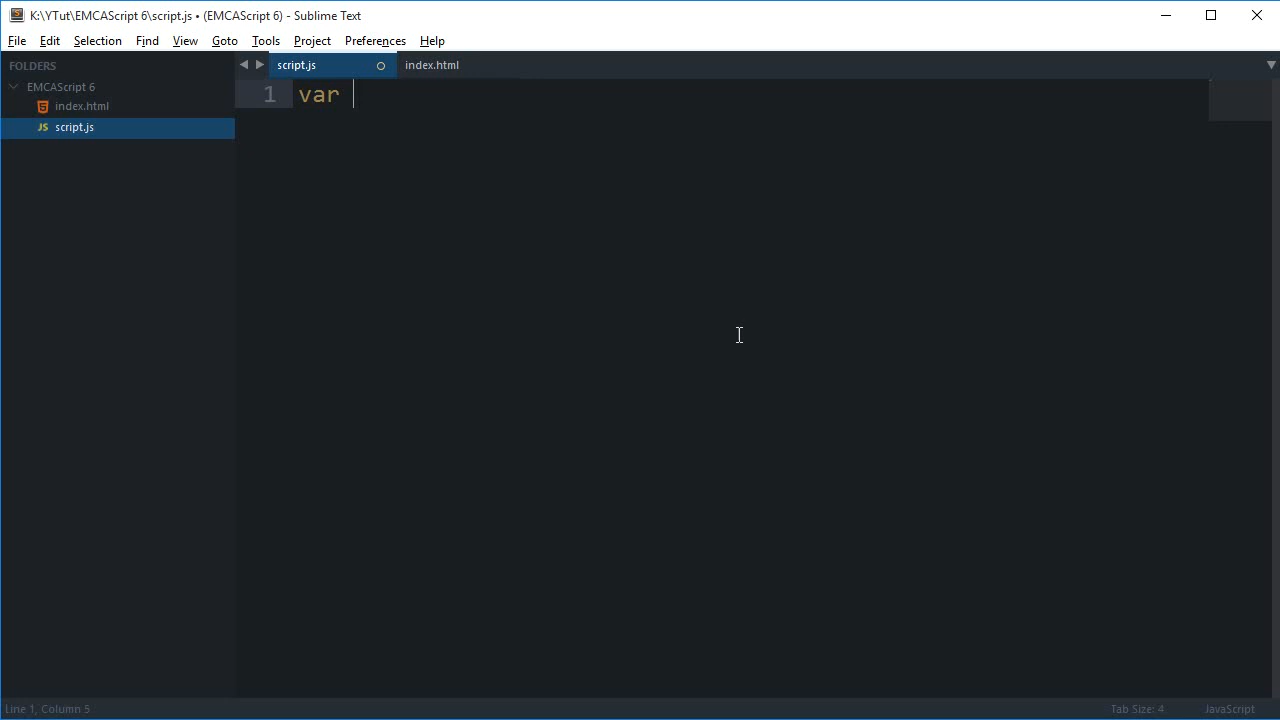 K:\YTut\EMCAScript 6\script.js • (EMCAScript 6) - Sublime Text
File Edit Selection Find View Goto Tools Project Preferences Help
FOLDERS
EMCAScript 6
index.html
JS script.js
script.js index.html
1 var
Line 1, Column 5
Tab Size: 4 JavaScript